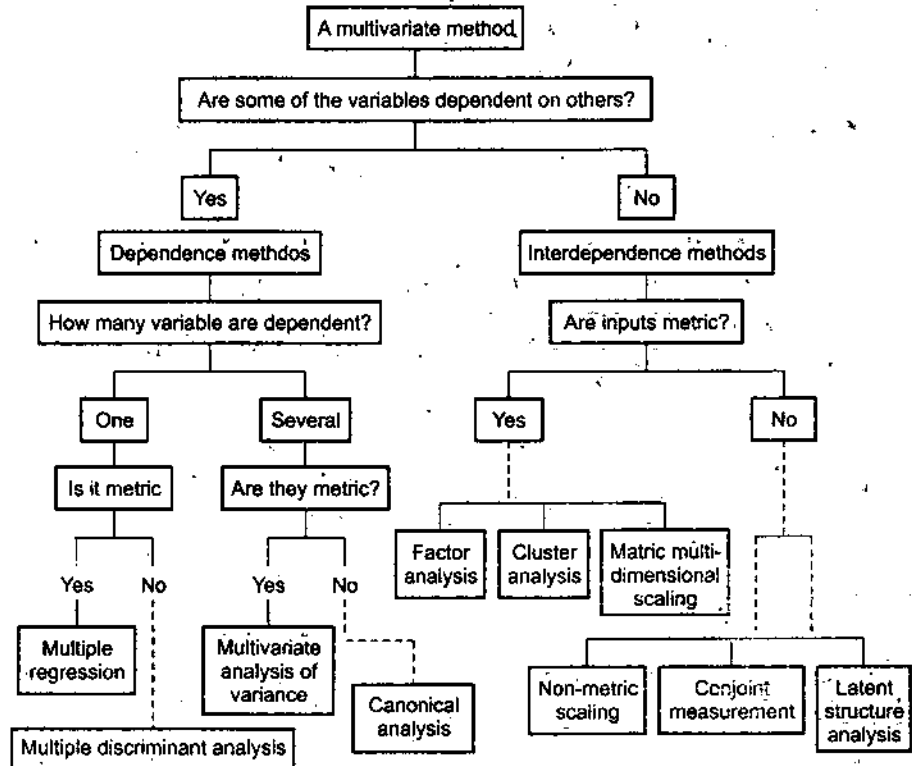 A multivariate method
Are some of the variables dependent on others?
Yes
No
Dependence methdos
Interdependence methods
How many variable are dependent?
Are inputs metric?
One
Several
Yes
No
Is it metric
Are they metric?
Factor
analysis
Cluster
analysis
Matric multi-
dimensional
scaling
Yes
No
Yes
No
Multiple
regression
Multivariate
analysis of
variance
Canonical
analysis
Non-metric
scaling
Conjoint
measurement
Latent
structure
analysis
Multiple discriminant analysis